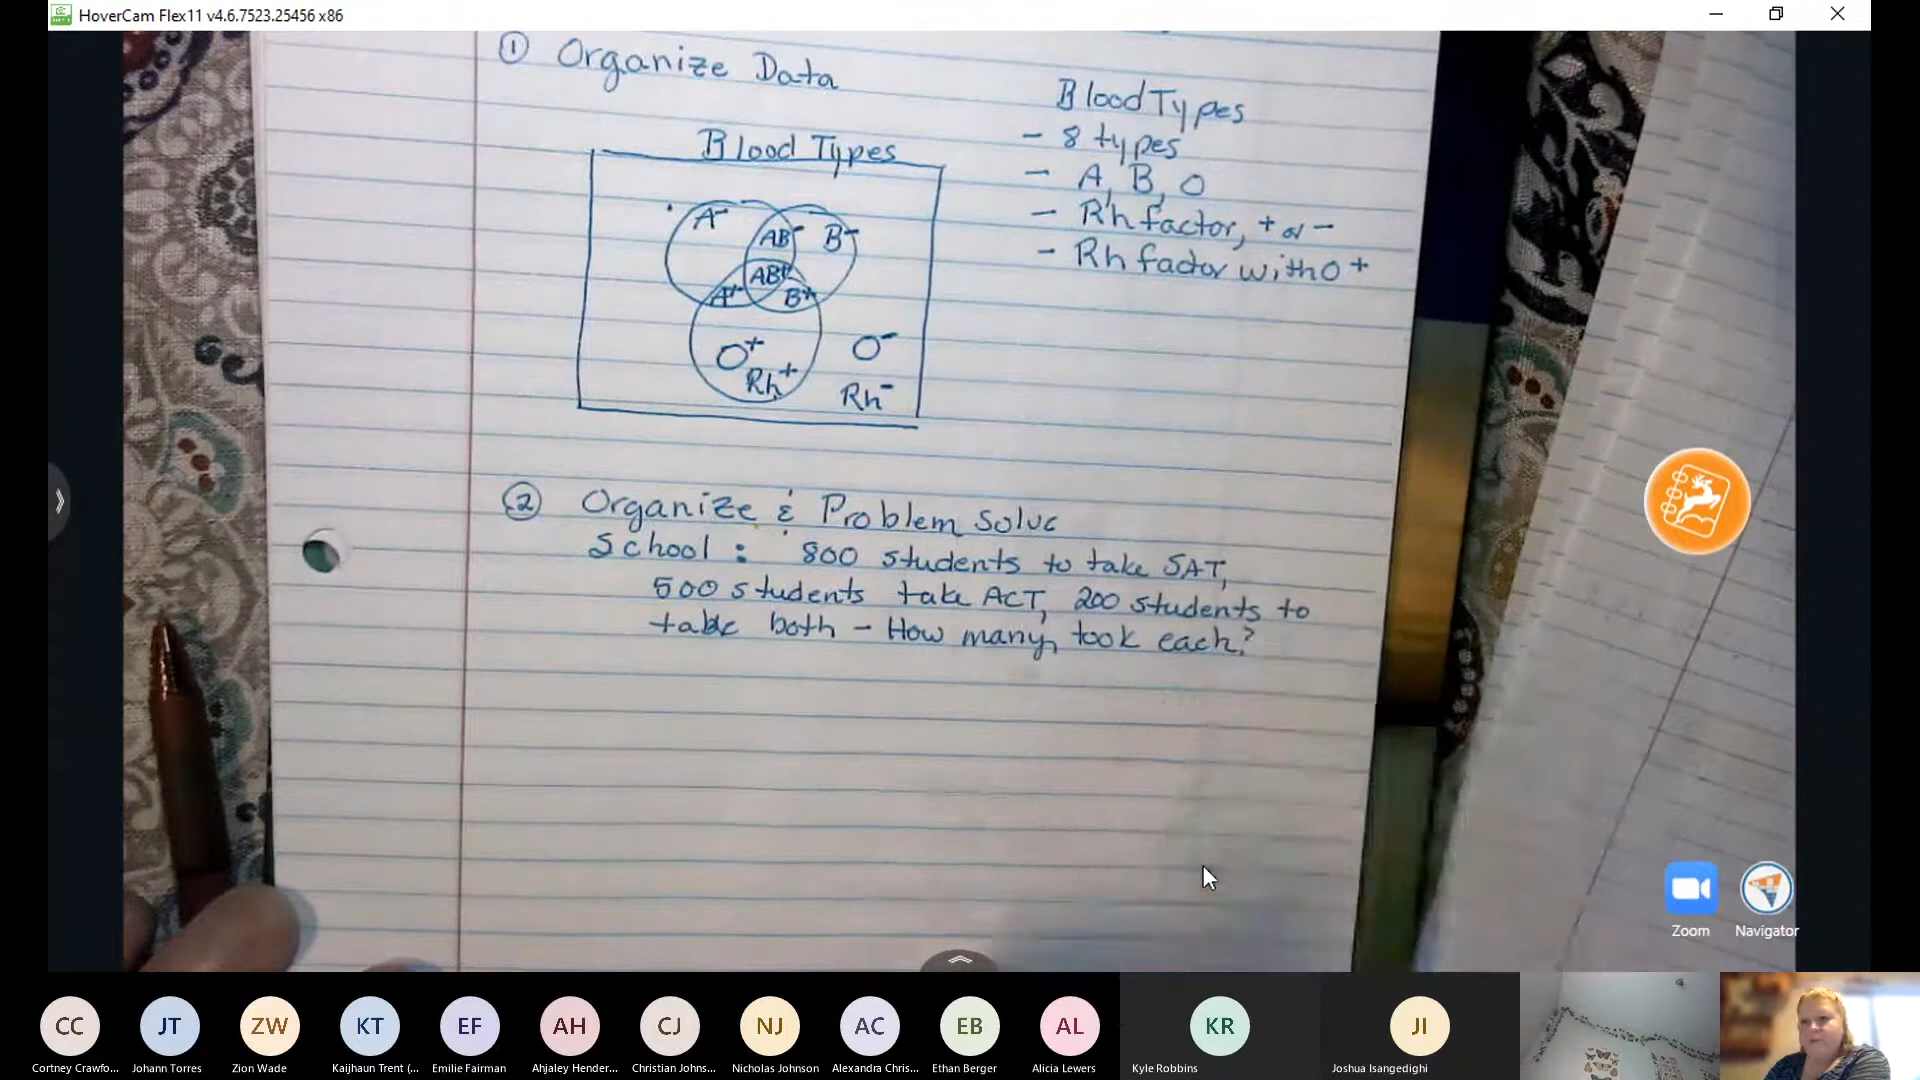 HoverCam Flex11 v4.6.7523.25456 x86
① Organize Data
Blood Types
A- AB- B-
AB+
A+ B+
O+ O-
Rh+ Rh-
Blood Types
- 8 types
- A, B, O
- Rh factor, + or -
- Rh factor with O +
② Organize & Problem Solve
School : 800 students to take SAT,
500 students take ACT, 200 students to
take both - How many took each?
Zoom Navigator
CC JT ZW KT EF AH CJ NJ AC EB AL KR JI
Cortney Crawfo... Johann Torres Zion Wade Kaijhaun Trent (... Emilie Fairman Ahjaley Hender... Christian Johns... Nicholas Johnson Alexandra Chris... Ethan Berger Alicia Lewers Kyle Robbins Joshua Isangedighi